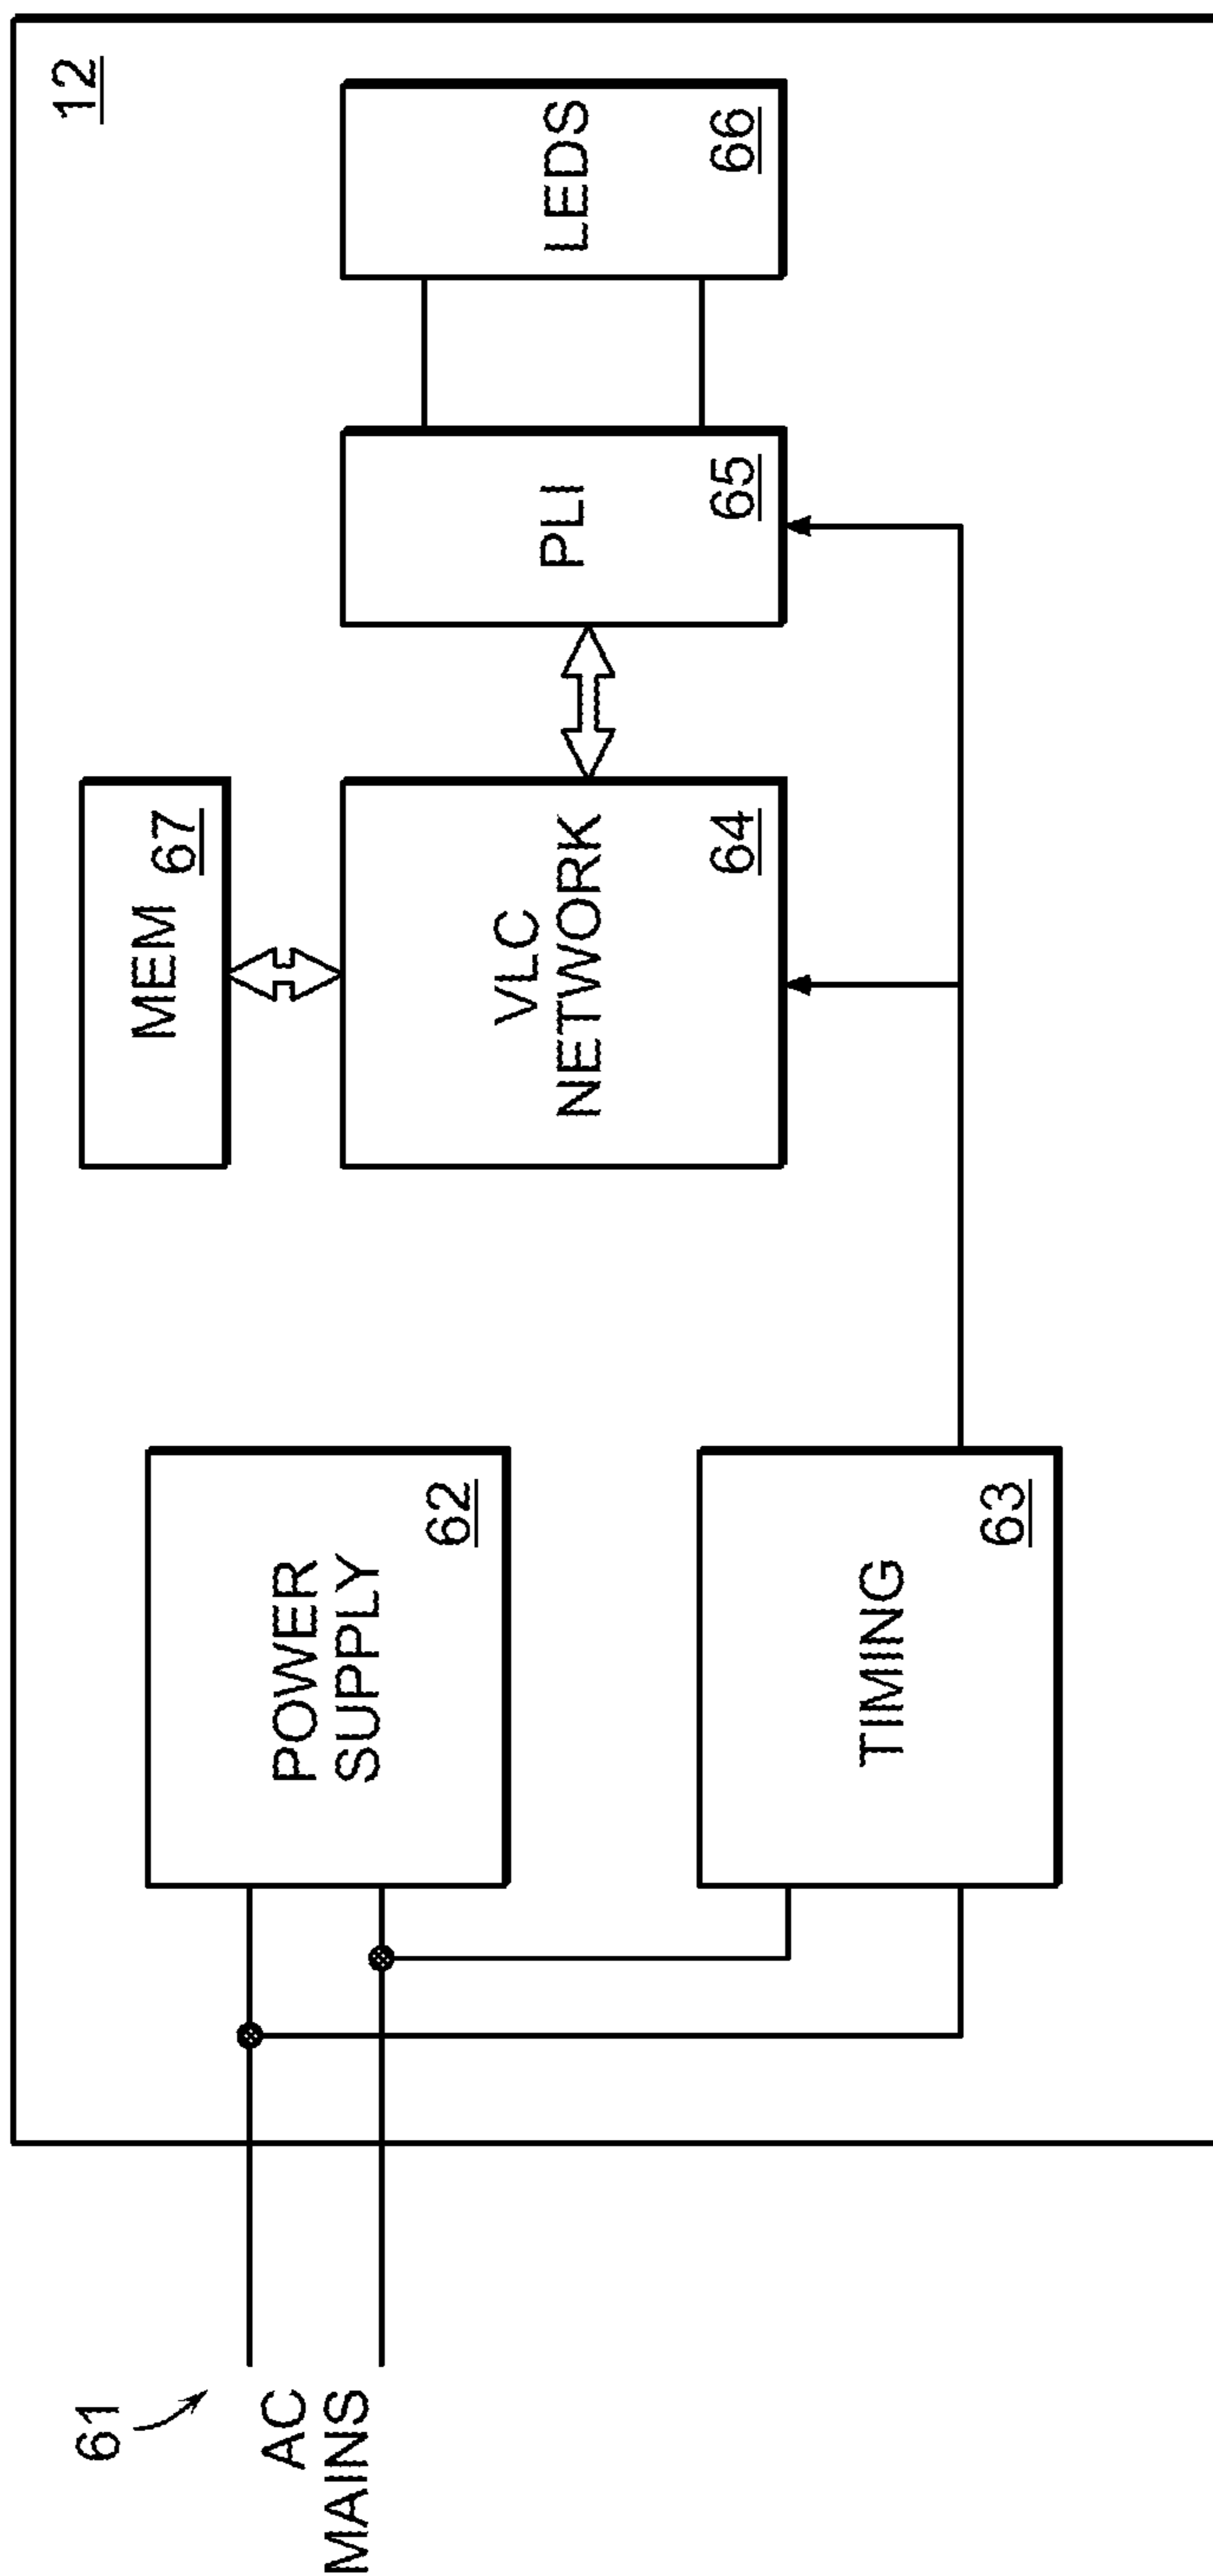 12
61
AC
MAINS
POWER
SUPPLY
62
TIMING
63
MEM
67
VLC
NETWORK
64
PLI
65
LEDS
66